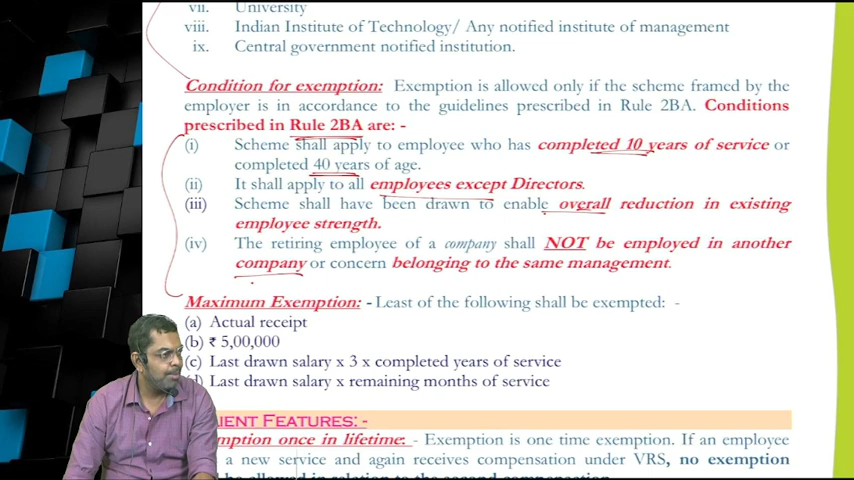 vii. University
viii. Indian Institute of Technology/ Any notified institute of management
ix. Central government notified institution.
Condition for exemption: Exemption is allowed only if the scheme framed by the
employer is in accordance to the guidelines prescribed in Rule 2BA. Conditions
prescribed in Rule 2BA are: -
(i) Scheme shall apply to employee who has completed 10 years of service or
completed 40 years of age.
(ii) It shall apply to all employees except Directors.
(iii) Scheme shall have been drawn to enable overall reduction in existing
employee strength.
(iv) The retiring employee of a company shall NOT be employed in another
company or concern belonging to the same management.
Maximum Exemption: - Least of the following shall be exempted: -
(a) Actual receipt
(b) ₹ 5,00,000
(c) Last drawn salary x 3 x completed years of service
Last drawn salary x remaining months of service
FEATURES: -
once in lifetime: - Exemption is one time exemption. If an employee
a new service and again receives compensation under VRS, no exemption
be allowed in relation to the second compensation